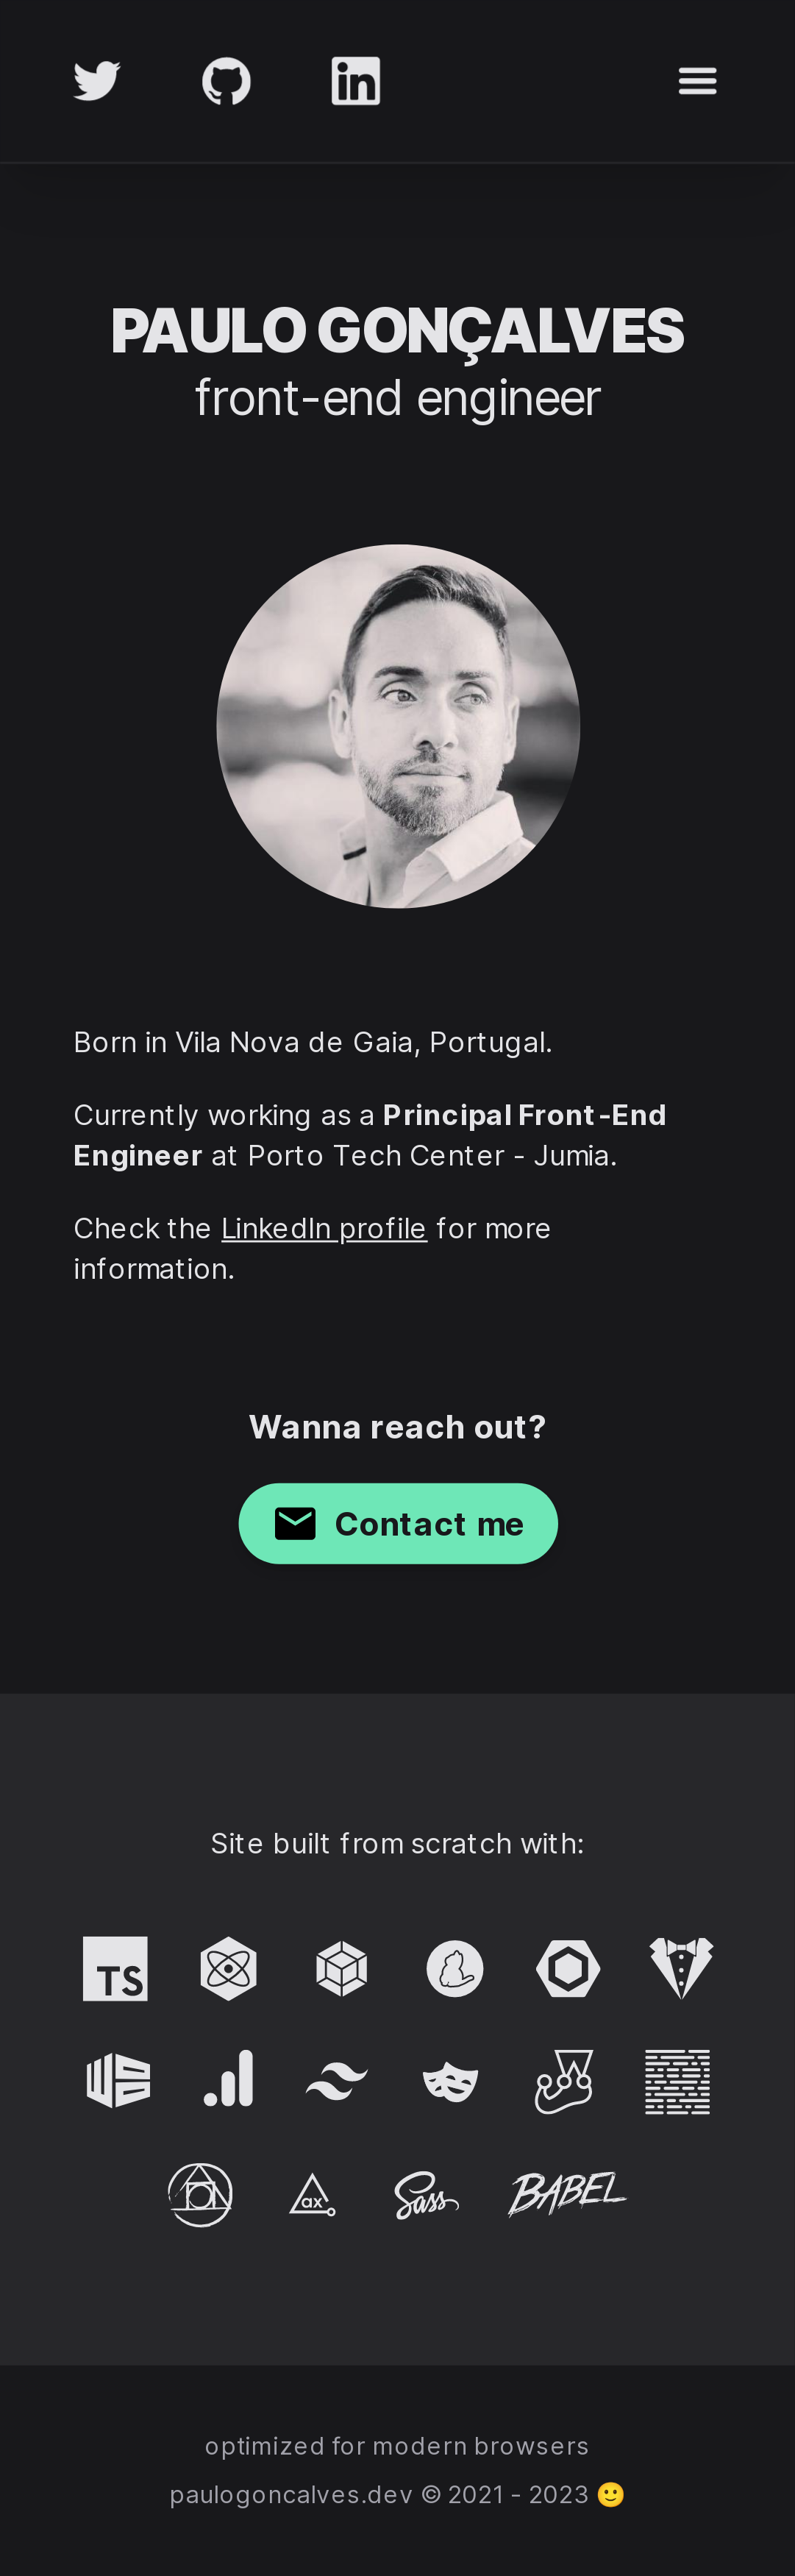 in
PAULO GONÇALVES
front-end engineer
Born in Vila Nova de Gaia, Portugal.
Currently working as a Principal Front-End
Engineer at Porto Tech Center - Jumia.
Check the LinkedIn profile for more
information.
Wanna reach out?
Contact me
Site built from scratch with:
TS
ax Sass BABEL
optimized for modern browsers
paulogoncalves.dev © 2021 - 2023 🙂